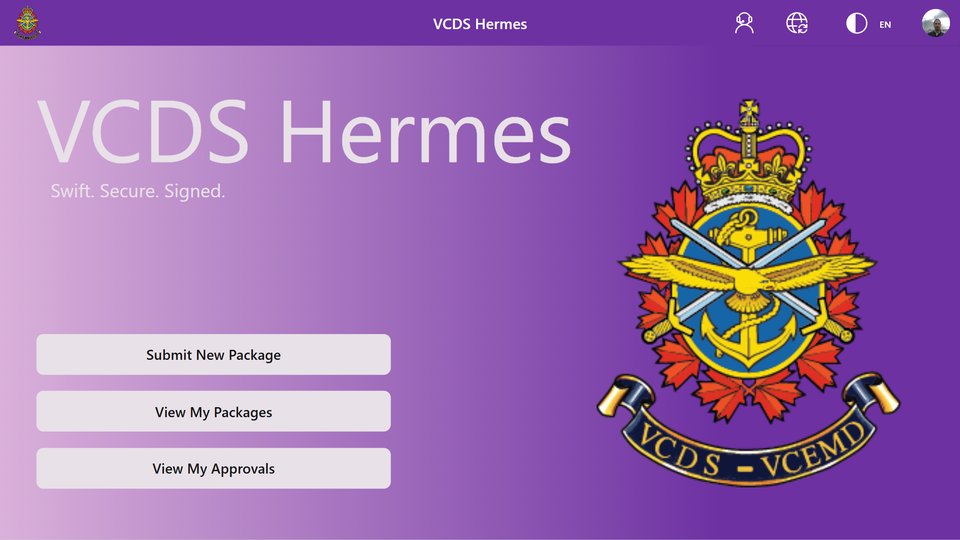 VCDS Hermes
EN
VCDS Hermes
Swift. Secure. Signed.
Submit New Package
View My Packages
View My Approvals
VCDS - VCEMD